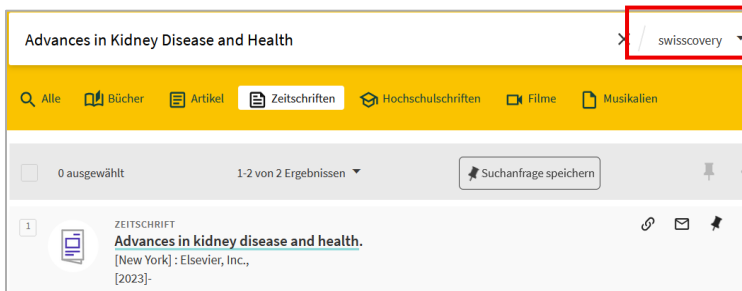 Advances in Kidney Disease and Health
swisscovery
Alle Bücher Artikel Zeitschriften Hochschulschriften Filme Musikalien
0 ausgewählt 1-2 von 2 Ergebnissen Suchanfrage speichern
1
ZEITSCHRIFT
Advances in kidney disease and health.
[New York] : Elsevier, Inc.,
[2023]-